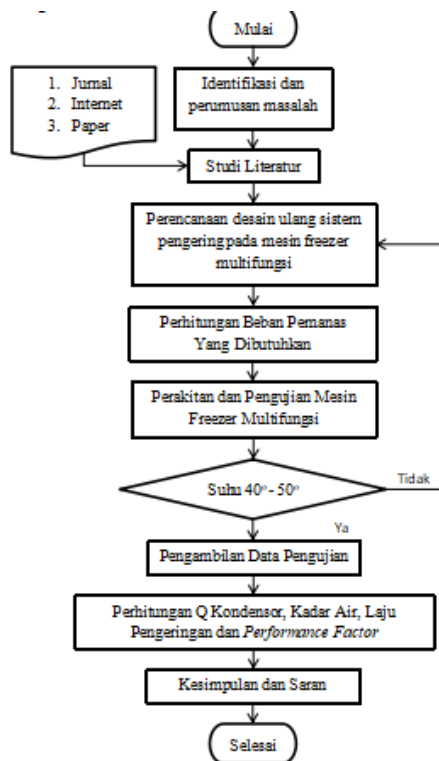 Mulai
1. Jurnal
2. Internet
3. Paper
Identifikasi dan
perumusan masalah
Studi Literatur
Perencanaan desain ulang sistem
pengering pada mesin freezer
multifungsi
Perhitungan Beban Pemanas
Yang Dibutuhkan
Perakitan dan Pengujian Mesin
Freezer Multifungsi
Suhu 40° - 50°
Tidak
Ya
Pengambilan Data Pengujian
Perhitungan Q Kondensor, Kadar Air, Laju
Pengeringan dan Performance Factor
Kesimpulan dan Saran
Selesai